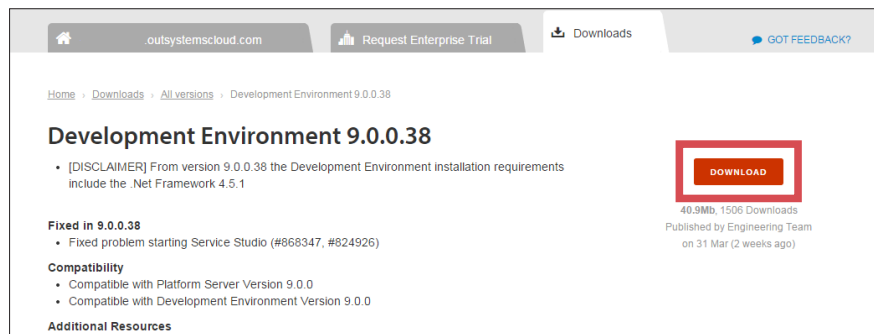 .outsystemscloud.com
Request Enterprise Trial
Downloads
GOT FEEDBACK?
Home › Downloads › All versions › Development Environment 9.0.0.38
Development Environment 9.0.0.38
• [DISCLAIMER] From version 9.0.0.38 the Development Environment installation requirements
include the .Net Framework 4.5.1
DOWNLOAD
40.9Mb, 1506 Downloads
Published by Engineering Team
on 31 Mar (2 weeks ago)
Fixed in 9.0.0.38
• Fixed problem starting Service Studio (#868347, #824926)
Compatibility
• Compatible with Platform Server Version 9.0.0
• Compatible with Development Environment Version 9.0.0
Additional Resources